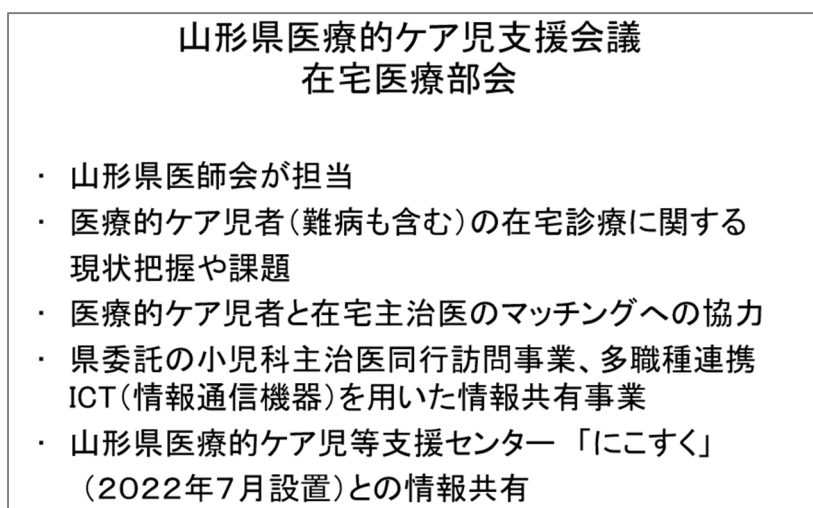 山形県医療的ケア児支援会議
在宅医療部会
・ 山形県医師会が担当
・ 医療的ケア児者(難病も含む)の在宅診療に関する
現状把握や課題
・ 医療的ケア児者と在宅主治医のマッチングへの協力
・ 県委託の小児科主治医同行訪問事業、多職種連携
ICT(情報通信機器)を用いた情報共有事業
・ 山形県医療的ケア児等支援センター 「にこすく」
(2022年7月設置)との情報共有